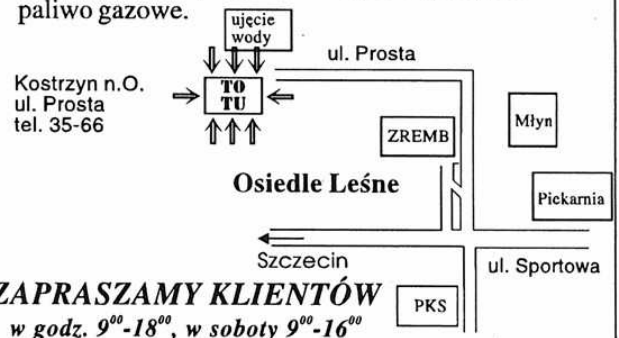 paliwo gazowe.
ujęcie
wody
ul. Prosta
Kostrzyn n.O.
ul. Prosta
tel. 35-66
TO
TU
ZREMB
Młyn
Osiedle Leśne
Piekarnia
Szczecin
ul. Sportowa
ZAPRASZAMY KLIENTÓW
w godz. 9⁰⁰-18⁰⁰, w soboty 9⁰⁰-16⁰⁰
PKS